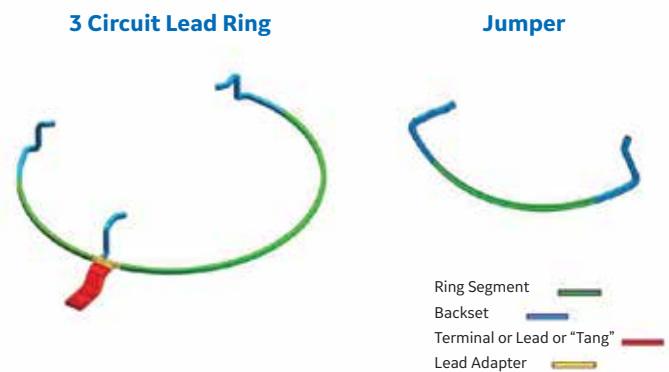 3 Circuit Lead Ring
Jumper
Ring Segment
Backset
Terminal or Lead or “Tang”
Lead Adapter